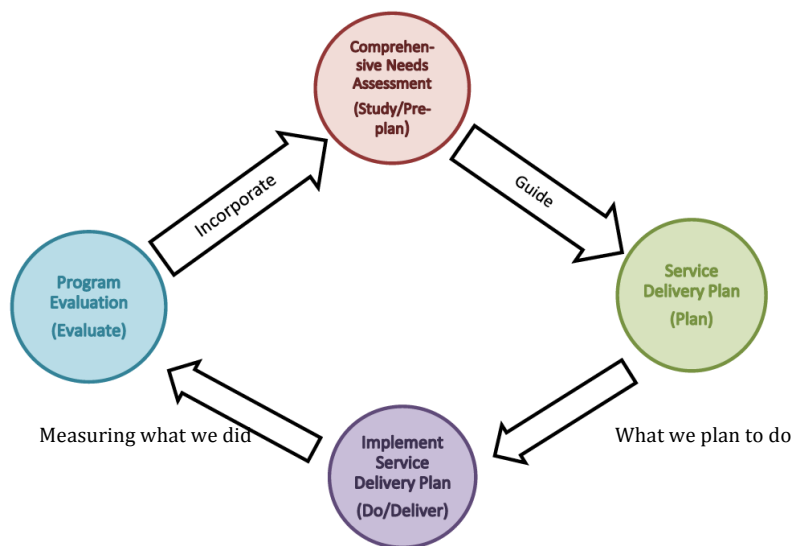 Comprehen-
sive Needs
Assessment
(Study/Pre-
plan)
Incorporate
Guide
Program
Evaluation
(Evaluate)
Service
Delivery Plan
(Plan)
Measuring what we did
Implement
Service
Delivery Plan
(Do/Deliver)
What we plan to do